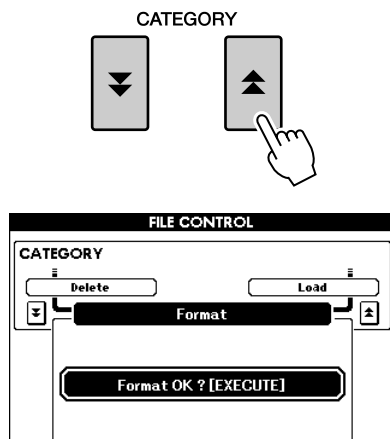 CATEGORY
FILE CONTROL
CATEGORY
Delete
Load
Format
Format OK ? [EXECUTE]